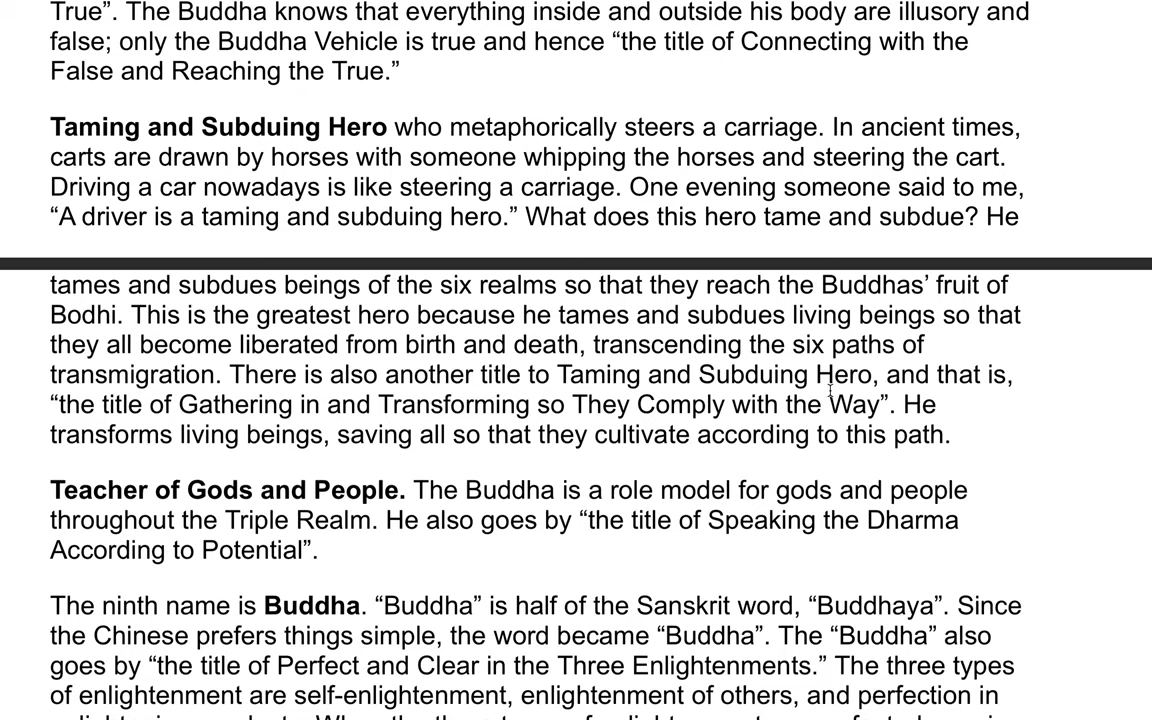 True”. The Buddha knows that everything inside and outside his body are illusory and
false; only the Buddha Vehicle is true and hence “the title of Connecting with the
False and Reaching the True.”
Taming and Subduing Hero who metaphorically steers a carriage. In ancient times,
carts are drawn by horses with someone whipping the horses and steering the cart.
Driving a car nowadays is like steering a carriage. One evening someone said to me,
“A driver is a taming and subduing hero.” What does this hero tame and subdue? He
tames and subdues beings of the six realms so that they reach the Buddhas’ fruit of
Bodhi. This is the greatest hero because he tames and subdues living beings so that
they all become liberated from birth and death, transcending the six paths of
transmigration. There is also another title to Taming and Subduing Hero, and that is,
“the title of Gathering in and Transforming so They Comply with the Way”. He
transforms living beings, saving all so that they cultivate according to this path.
Teacher of Gods and People. The Buddha is a role model for gods and people
throughout the Triple Realm. He also goes by “the title of Speaking the Dharma
According to Potential”.
The ninth name is Buddha. “Buddha” is half of the Sanskrit word, “Buddhaya”. Since
the Chinese prefers things simple, the word became “Buddha”. The “Buddha” also
goes by “the title of Perfect and Clear in the Three Enlightenments.” The three types
of enlightenment are self-enlightenment, enlightenment of others, and perfection in